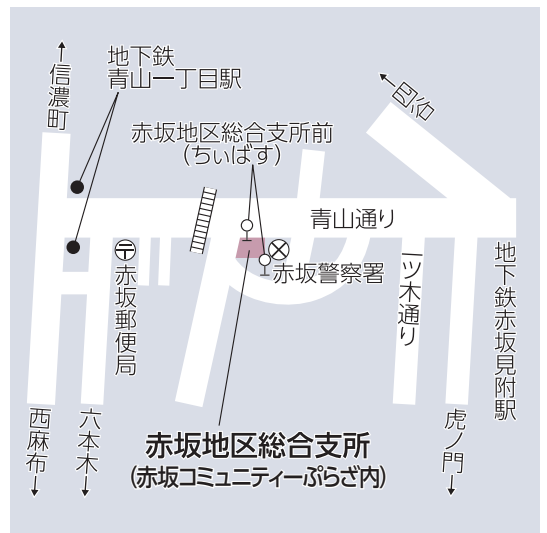 信濃町
地下鉄
青山一丁目駅
四谷
赤坂地区総合支所前
(ちぃばす)
青山通り
赤坂警察署
赤坂郵便局
一ツ木通り
地下鉄赤坂見附駅
西麻布
六本木
虎ノ門
赤坂地区総合支所
(赤坂コミュニティーぷらざ内)